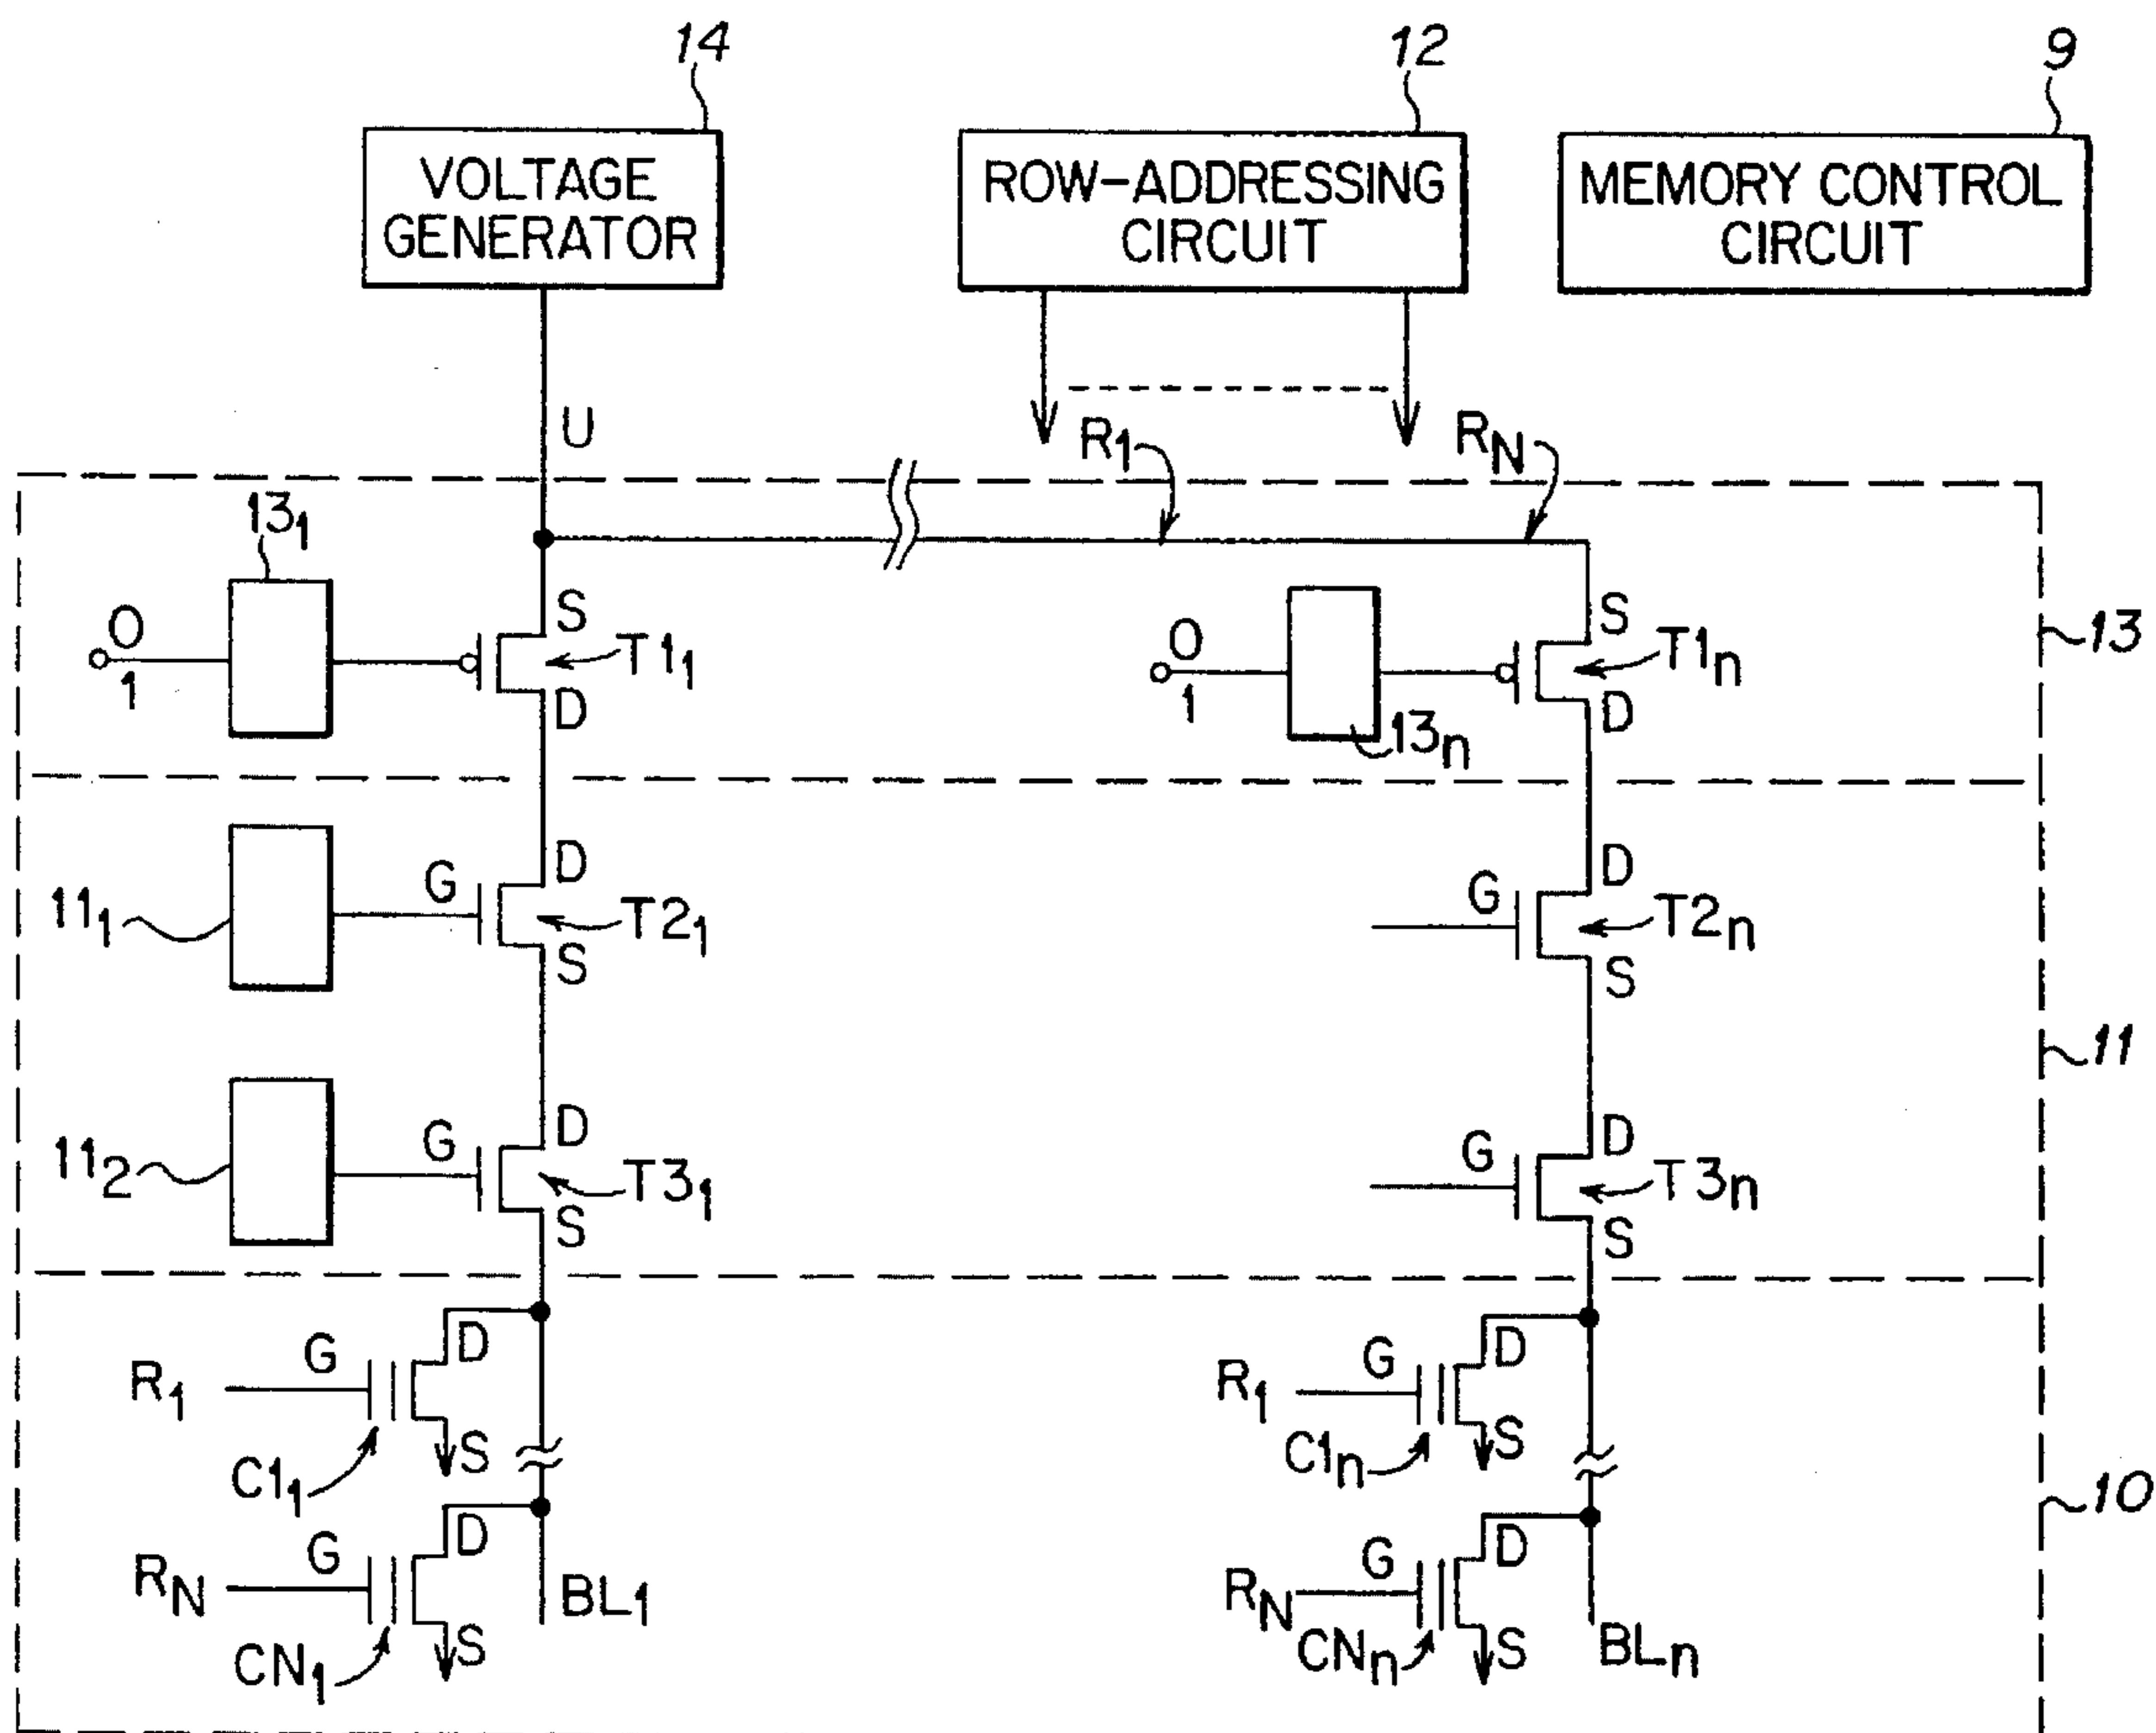 14
12
9
VOLTAGE
GENERATOR
ROW-ADDRESSING
CIRCUIT
MEMORY CONTROL
CIRCUIT
U
R1
RN
131
0
1
S
D
T11
0
1
13n
S
D
T1n
13
111
G
D
S
T21
G
D
S
T2n
11
112
G
D
S
T31
G
D
S
T3n
R1
G
D
S
C11
R1
G
D
S
C1n
10
RN
G
D
S
CN1
BL1
RN
G
D
S
CNn
BLn